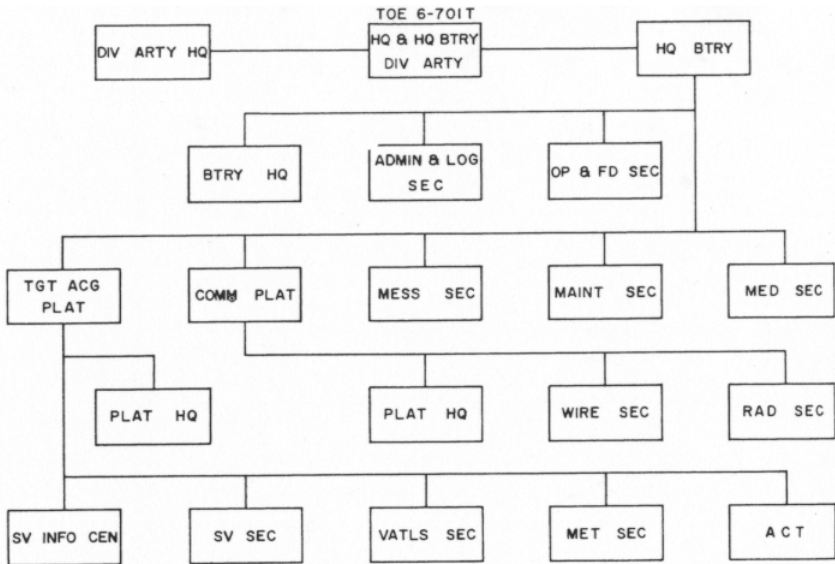 TOE 6-701T
DIV ARTY HQ
HQ & HQ BTRY
DIV ARTY
HQ BTRY
BTRY HQ
ADMIN & LOG
SEC
OP & FD SEC
TGT ACG
PLAT
COMM PLAT
MESS SEC
MAINT SEC
MED SEC
PLAT HQ
PLAT HQ
WIRE SEC
RAD SEC
SV INFO CEN
SV SEC
VATLS SEC
MET SEC
ACT